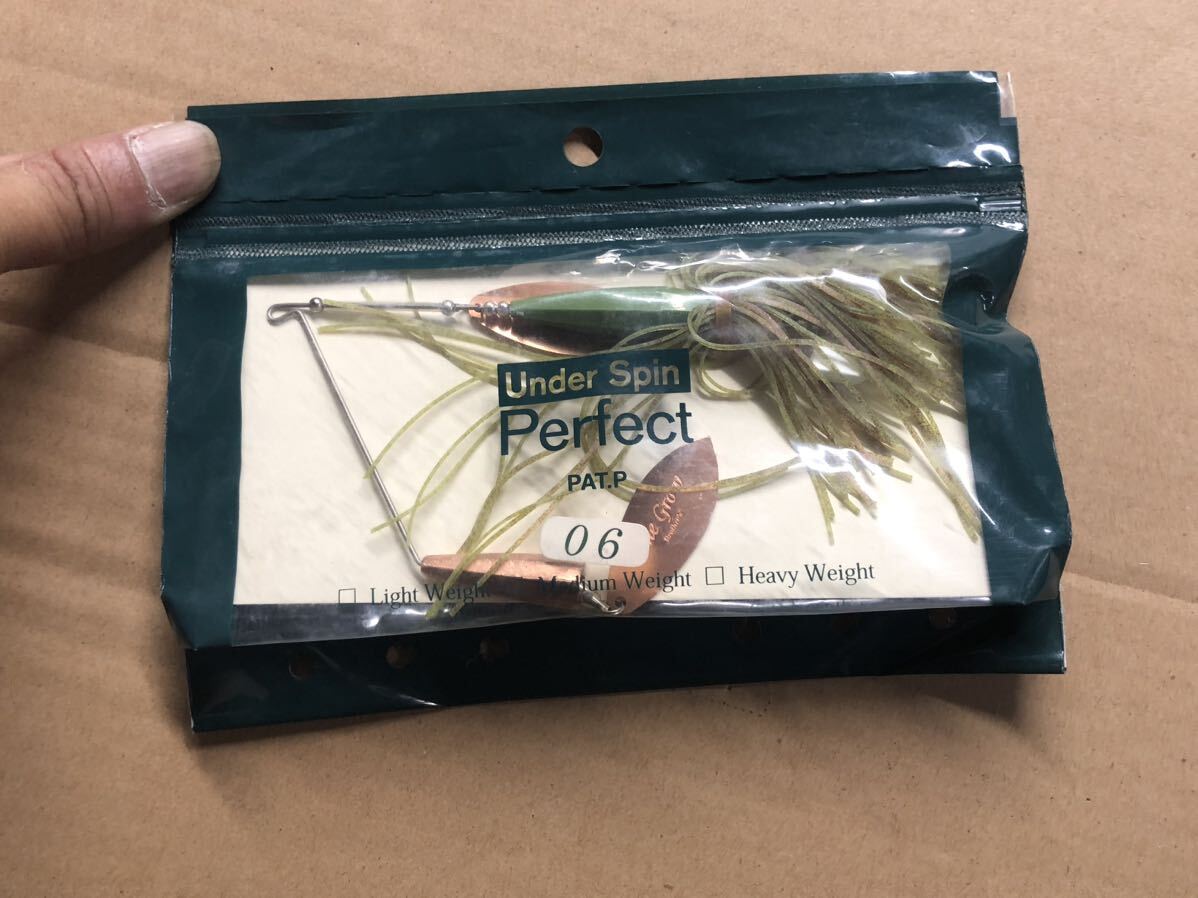 Under Spin
Perfect
PAT.P
06
Light Weight Medium Weight Heavy Weight